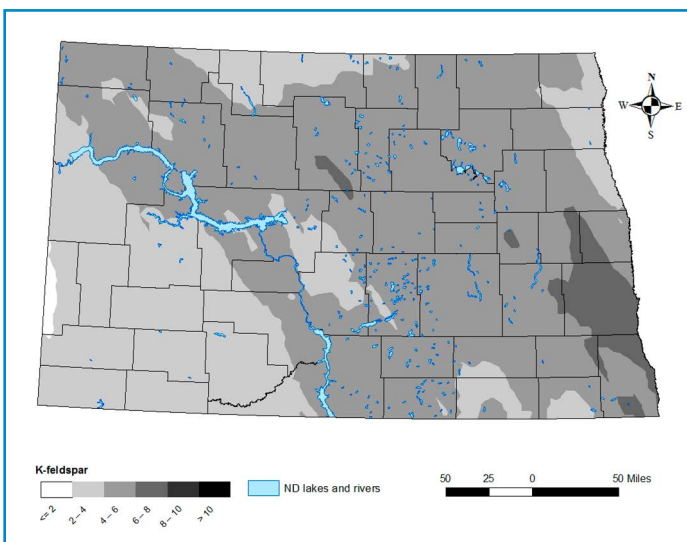 N
W E
S
K-feldspar
<= 2
2 – 4
4 – 6
6 – 8
8 – 10
> 10
ND lakes and rivers
50 25 0 50 Miles